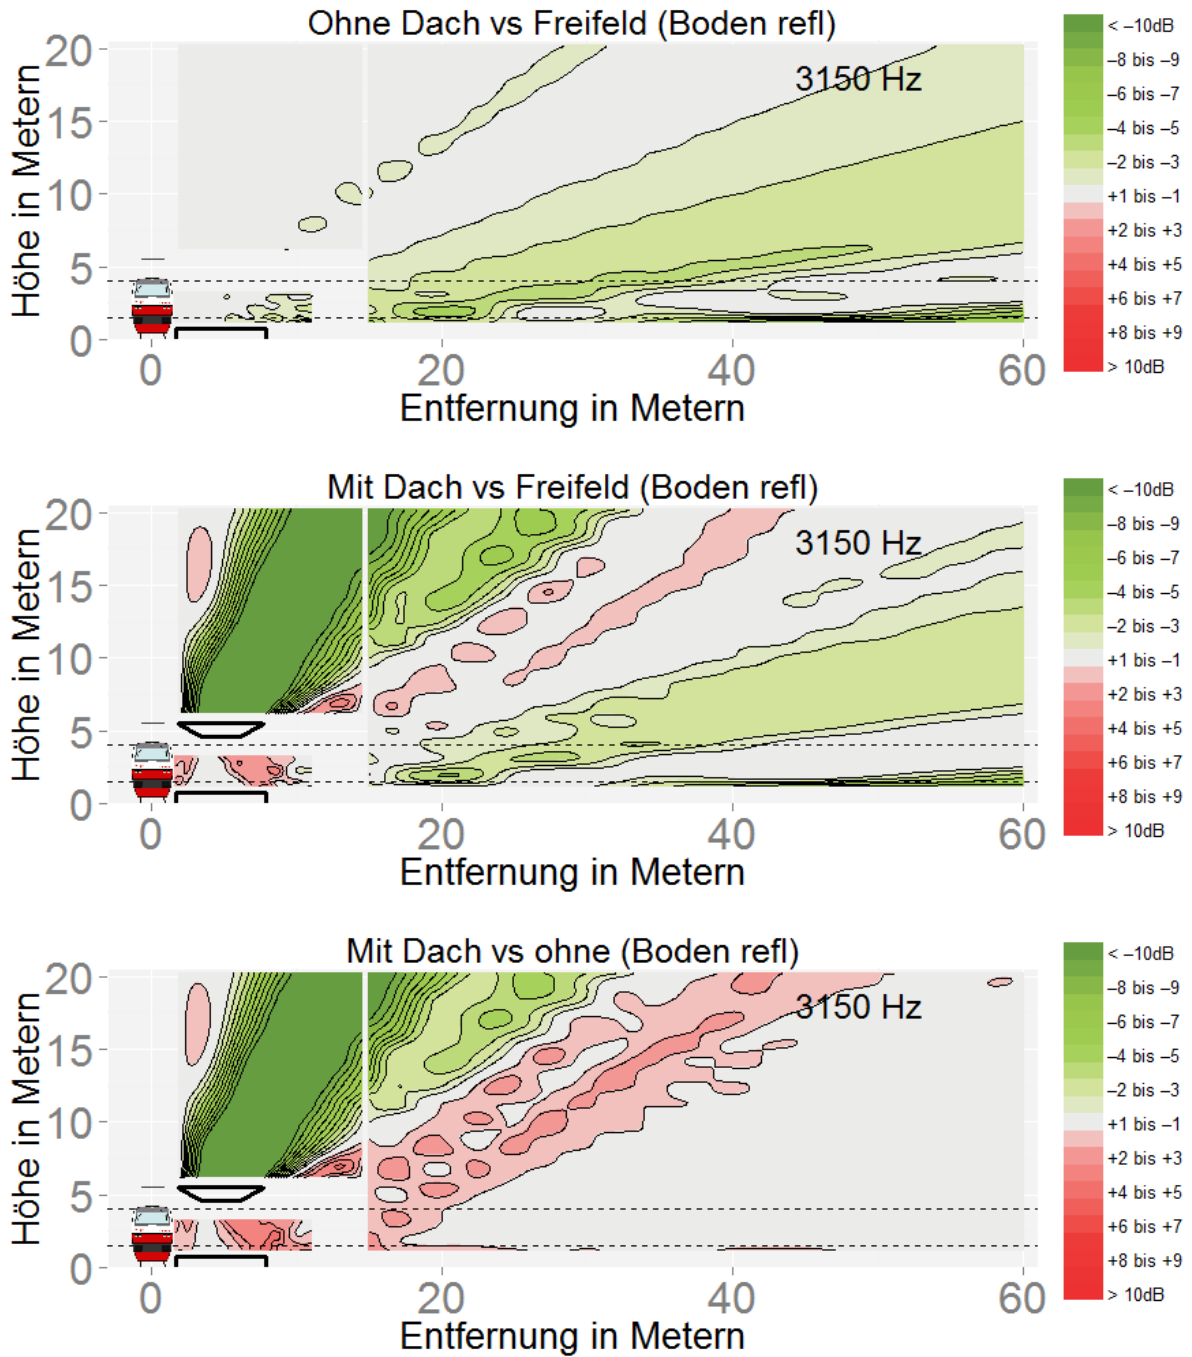 Ohne Dach vs Freifeld (Boden refl)
3150 Hz
Höhe in Metern
20
15
10
5
0
0
20
40
60
Entfernung in Metern
< –10dB
–8 bis –9
–6 bis –7
–4 bis –5
–2 bis –3
+1 bis –1
+2 bis +3
+4 bis +5
+6 bis +7
+8 bis +9
> 10dB
Mit Dach vs Freifeld (Boden refl)
3150 Hz
Höhe in Metern
20
15
10
5
0
0
20
40
60
Entfernung in Metern
< –10dB
–8 bis –9
–6 bis –7
–4 bis –5
–2 bis –3
+1 bis –1
+2 bis +3
+4 bis +5
+6 bis +7
+8 bis +9
> 10dB
Mit Dach vs ohne (Boden refl)
3150 Hz
Höhe in Metern
20
15
10
5
0
0
20
40
60
Entfernung in Metern
< –10dB
–8 bis –9
–6 bis –7
–4 bis –5
–2 bis –3
+1 bis –1
+2 bis +3
+4 bis +5
+6 bis +7
+8 bis +9
> 10dB